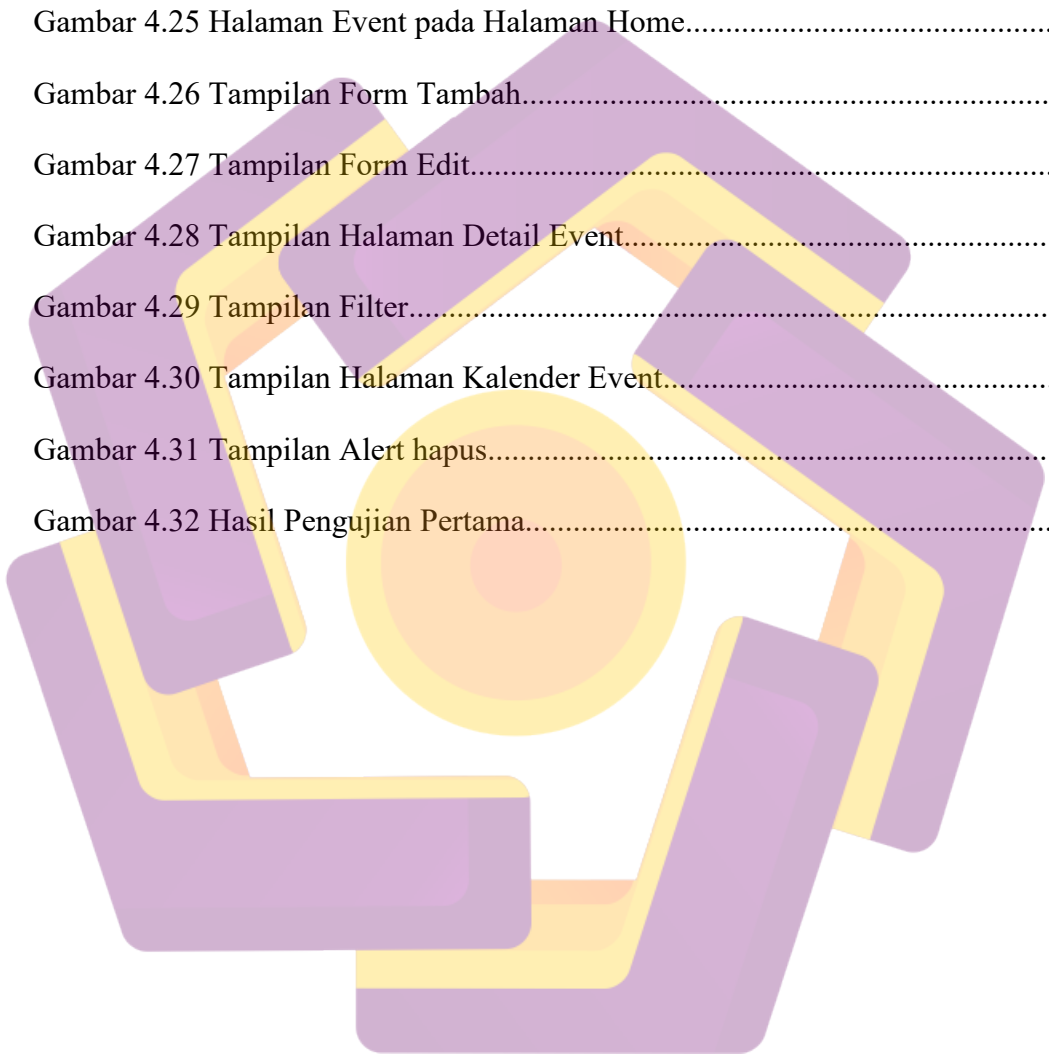 Gambar 4.25 Halaman Event pada Halaman Home.............................................
Gambar 4.26 Tampilan Form Tambah.................................................................
Gambar 4.27 Tampilan Form Edit........................................................................
Gambar 4.28 Tampilan Halaman Detail Event.....................................................
Gambar 4.29 Tampilan Filter................................................................................
Gambar 4.30 Tampilan Halaman Kalender Event................................................
Gambar 4.31 Tampilan Alert hapus......................................................................
Gambar 4.32 Hasil Pengujian Pertama.................................................................